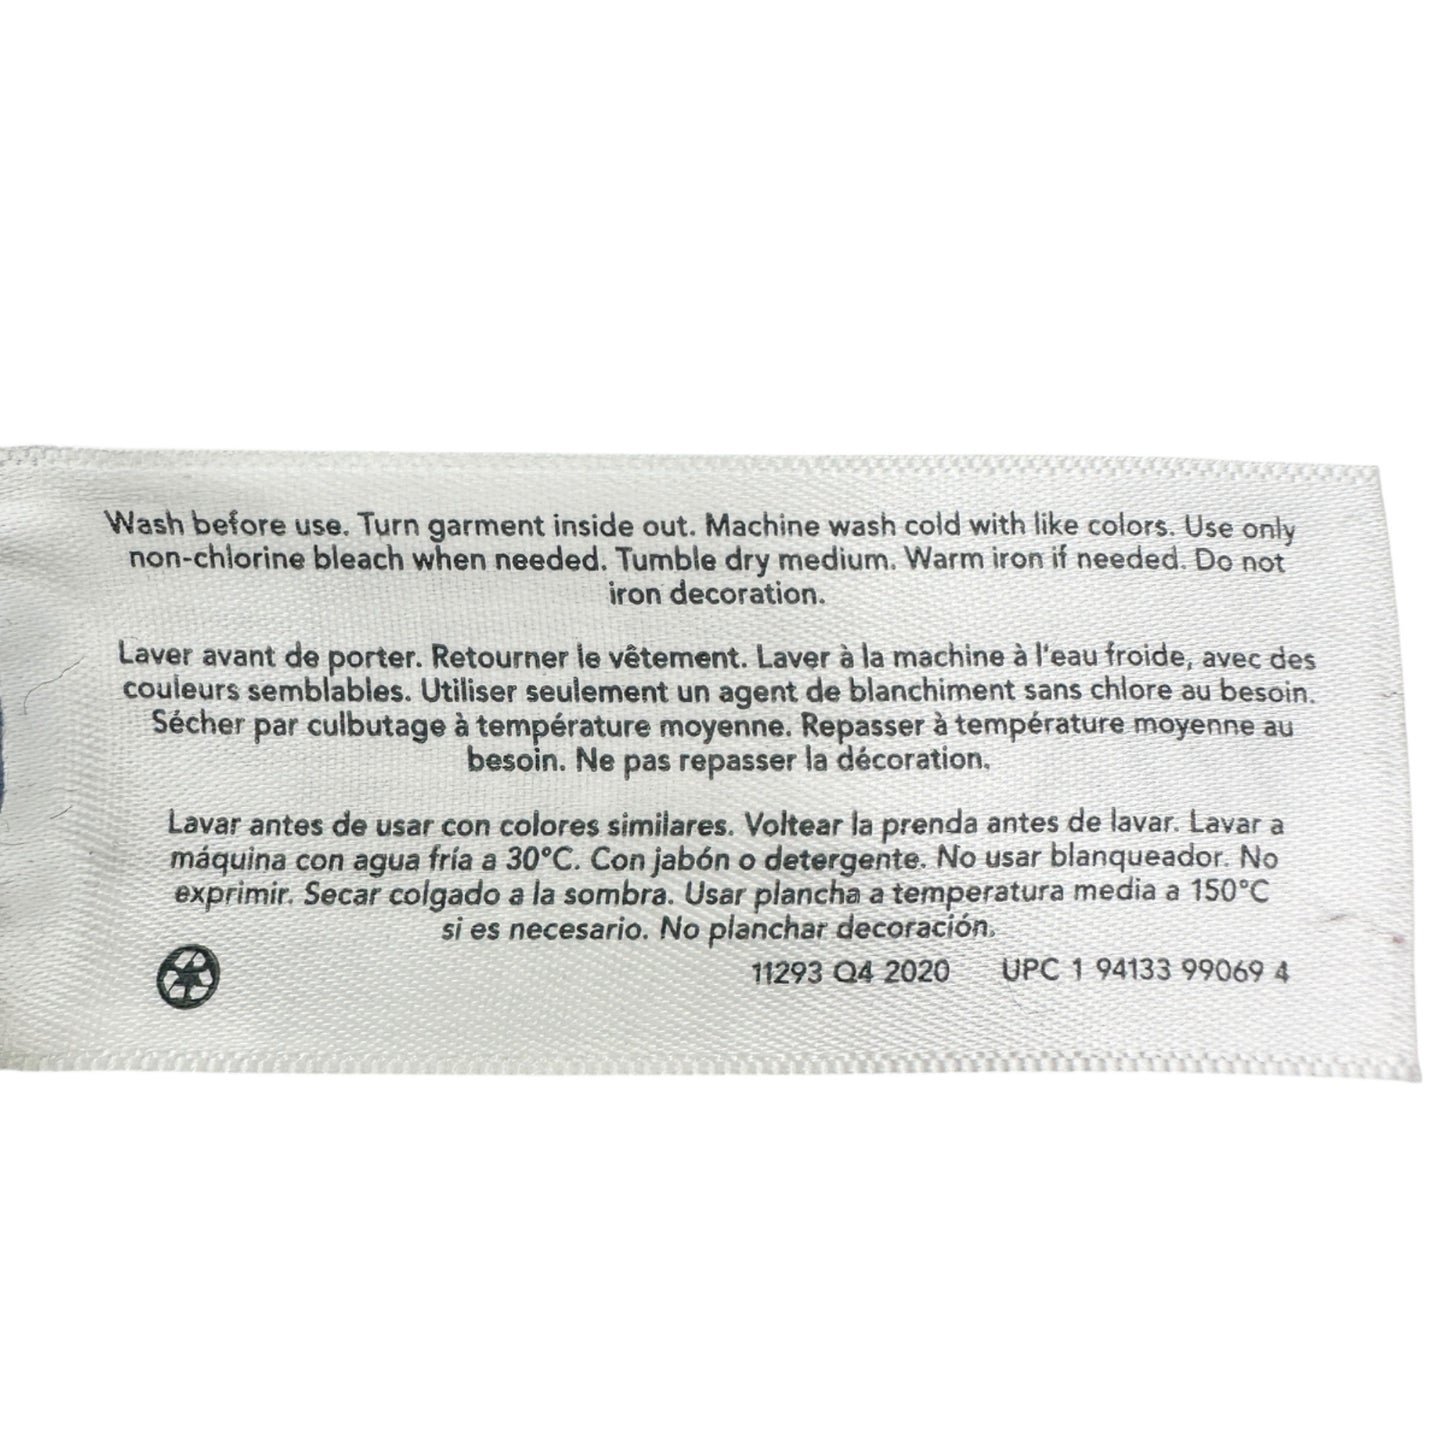 Wash before use. Turn garment inside out. Machine wash cold with like colors. Use only
non-chlorine bleach when needed. Tumble dry medium. Warm iron if needed. Do not
iron decoration.
Laver avant de porter. Retourner le vêtement. Laver à la machine à l'eau froide, avec des
couleurs semblables. Utiliser seulement un agent de blanchiment sans chlore au besoin.
Sécher par culbutage à température moyenne. Repasser à température moyenne au
besoin. Ne pas repasser la décoration.
Lavar antes de usar con colores similares. Voltear la prenda antes de lavar. Lavar a
máquina con agua fría a 30°C. Con jabón o detergente. No usar blanqueador. No
exprimir. Secar colgado a la sombra. Usar plancha a temperatura media a 150°C
si es necesario. No planchar decoración.
11293 Q4 2020 UPC 1 94133 99069 4